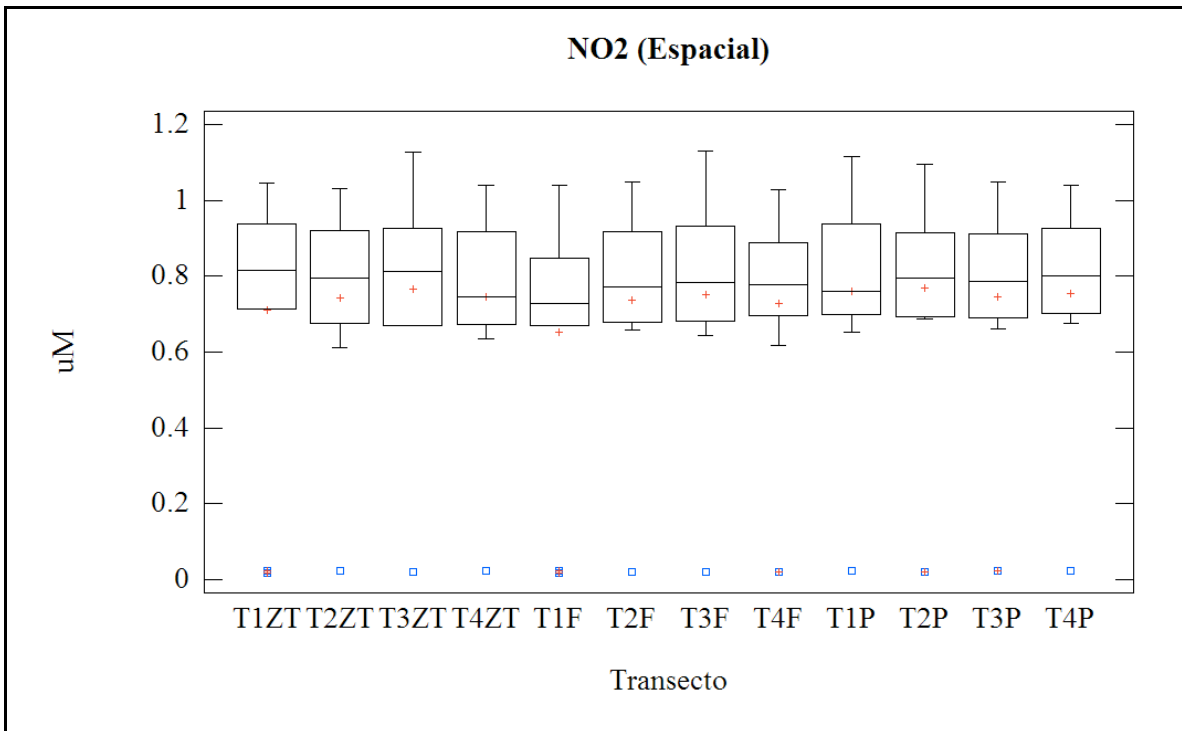 NO2 (Espacial)
1.2
1
0.8
0.6
0.4
0.2
0
uM
T1ZT T2ZT T3ZT T4ZT T1F T2F T3F T4F T1P T2P T3P T4P
Transecto